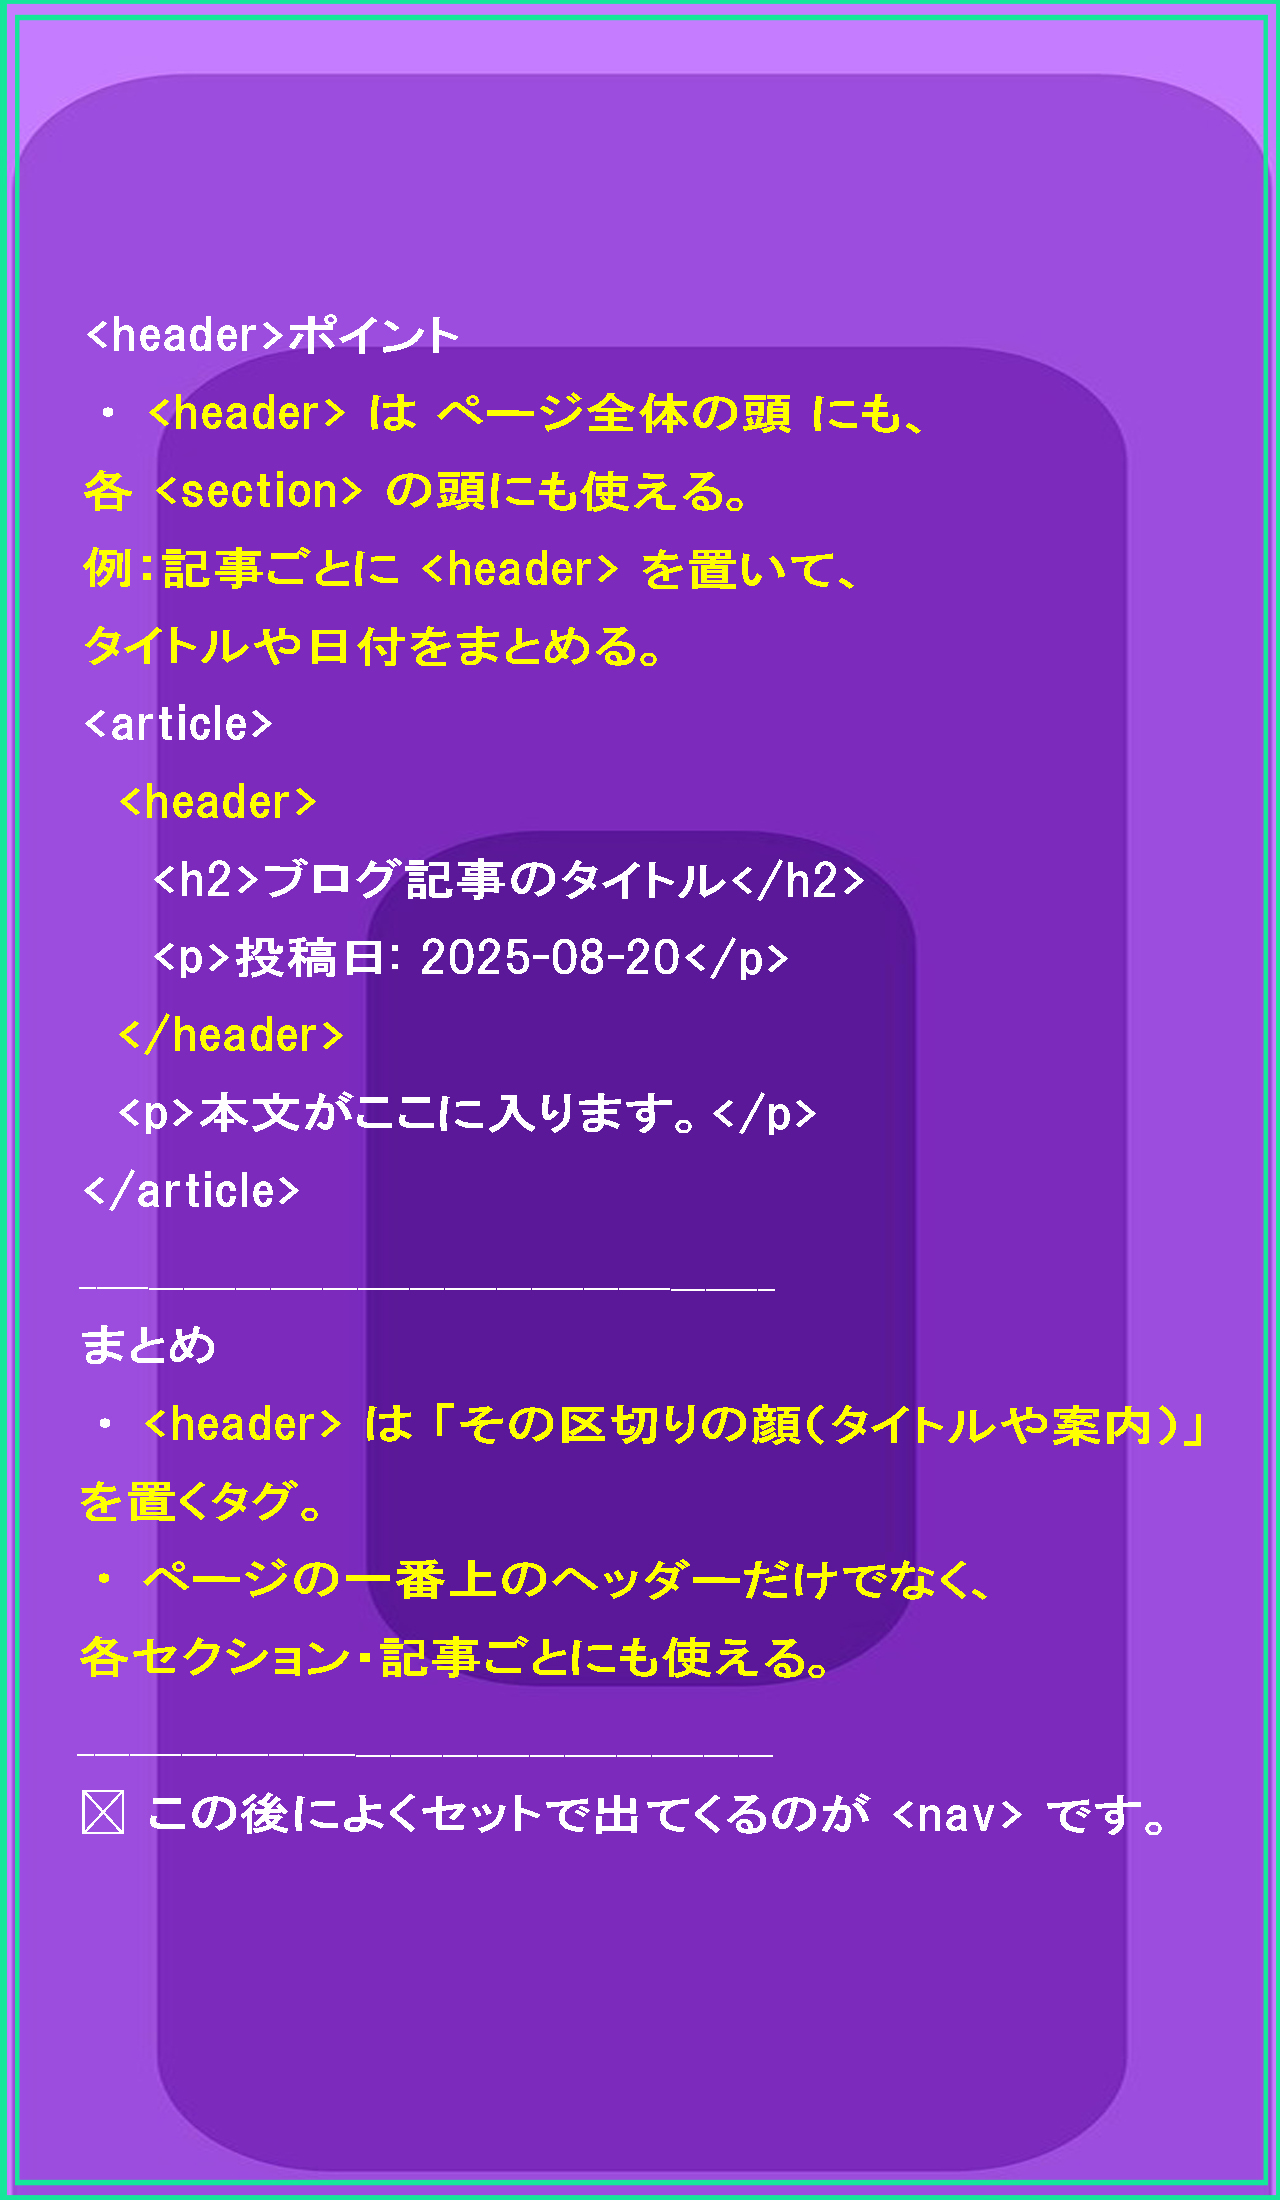 <header>ポイント
・ <header> は ページ全体の頭 にも、
各 <section> の頭にも使える。
例：記事ごとに <header> を置いて、
タイトルや日付をまとめる。
<article>
  <header>
    <h2>ブログ記事のタイトル</h2>
    <p>投稿日: 2025-08-20</p>
  </header>
  <p>本文がここに入ります。</p>
</article>
________________________________________
まとめ
・ <header> は「その区切りの顔（タイトルや案内）」
を置くタグ。
・ ページの一番上のヘッダーだけでなく、
各セクション・記事ごとにも使える。
________________________________________
この後によくセットで出てくるのが <nav> です。